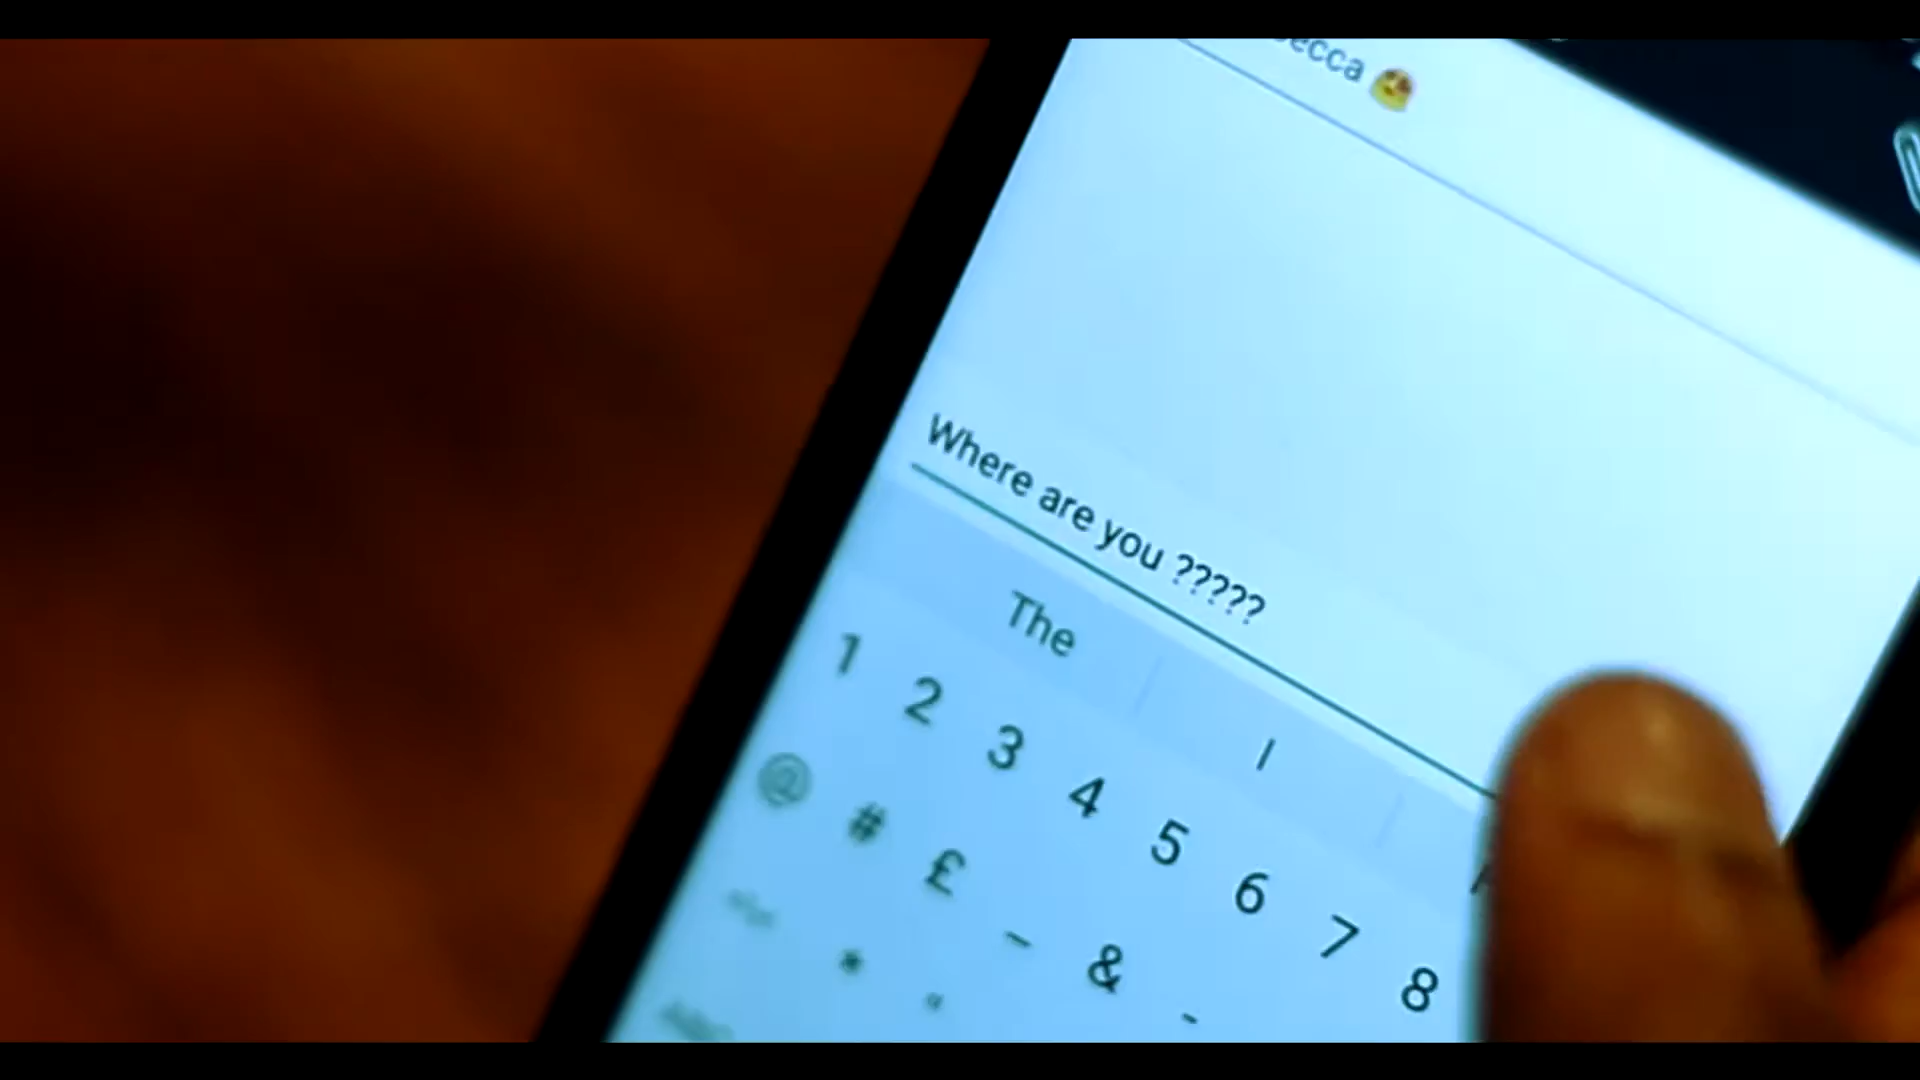 ecca 😍
Where are you ?????
The I
1 2 3 4 5 6 7 8
@ # £ _ & -
*